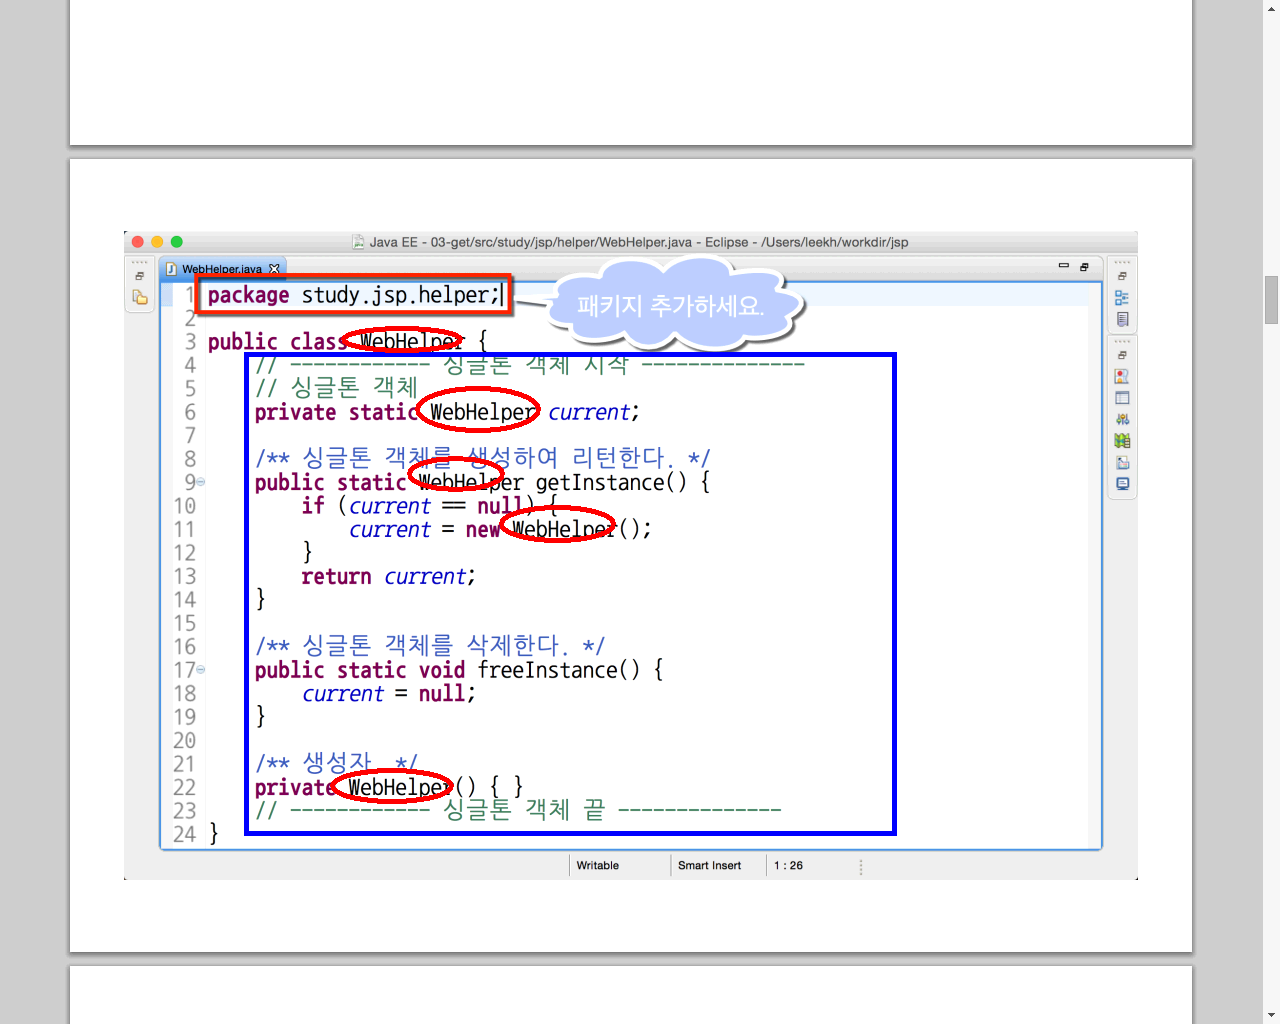 Java EE - 03-get/src/study/jsp/helper/WebHelper.java - Eclipse - /Users/leekh/workdir/jsp
WebHelper.java
1 package study.jsp.helper;
패키지 추가하세요.
2
3 public class WebHelper {
4 // ------------ 싱글톤 객체 시작 --------------
5 // 싱글톤 객체
6 private static WebHelper current;
7
8 /** 싱글톤 객체를 생성하여 리턴한다. */
9 public static WebHelper getInstance() {
10 if (current == null) {
11 current = new WebHelper();
12 }
13 return current;
14 }
15
16 /** 싱글톤 객체를 삭제한다. */
17 public static void freeInstance() {
18 current = null;
19 }
20
21 /** 생성자 */
22 private WebHelper() { }
23 // ------------ 싱글톤 객체 끝 --------------
24 }
Writable Smart Insert 1 : 26